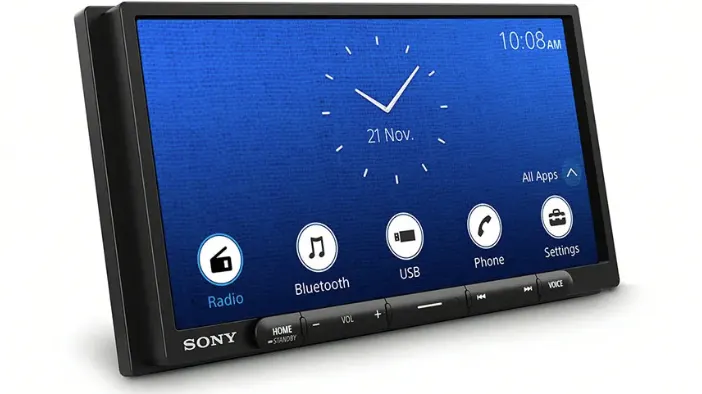 10:08AM
21 Nov.
All Apps
Radio
Bluetooth
USB
Phone
Settings
SONY
HOME
STANDBY
− VOL +
VOICE